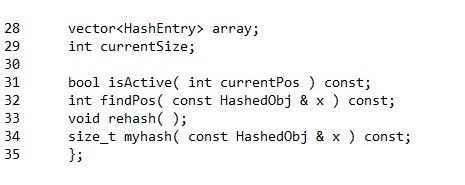 28 vector<HashEntry> array;
29 int currentSize;
30
31 bool isActive( int currentPos ) const;
32 int findPos( const HashedObj & x ) const;
33 void rehash( );
34 size_t myhash( const HashedObj & x ) const;
35 };